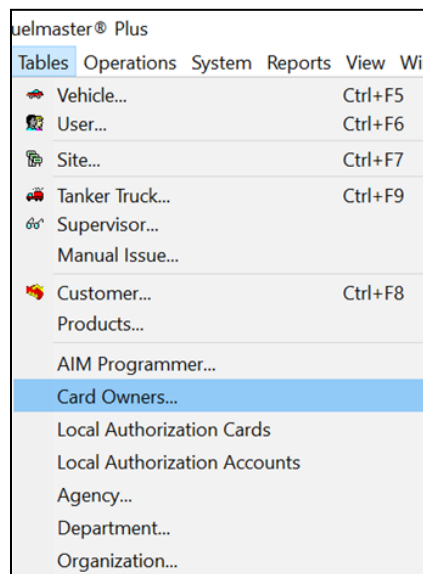 uelmaster® Plus
Tables Operations System Reports View Wi
Vehicle... Ctrl+F5
User... Ctrl+F6
Site... Ctrl+F7
Tanker Truck... Ctrl+F9
Supervisor...
Manual Issue...
Customer... Ctrl+F8
Products...
AIM Programmer...
Card Owners...
Local Authorization Cards
Local Authorization Accounts
Agency...
Department...
Organization...